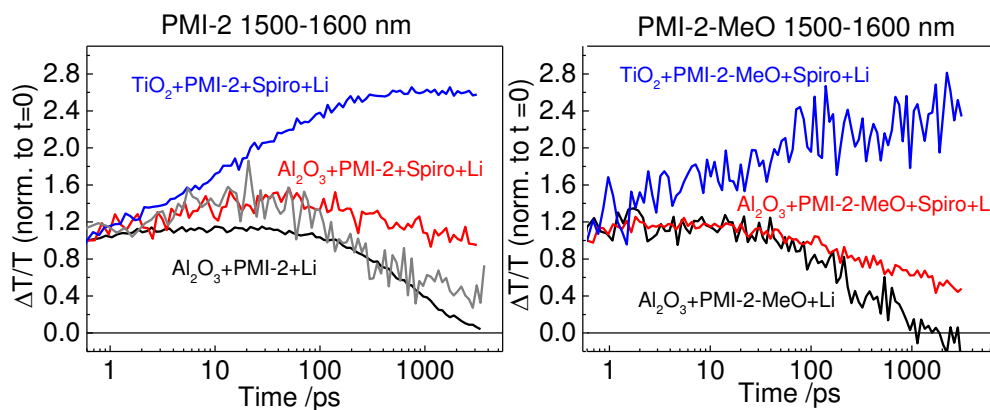 PMI-2 1500-1600 nm
ΔT/T (norm. to t=0)
2.8
2.4
2.0
1.6
1.2
0.8
0.4
0.0
TiO₂+PMI-2+Spiro+Li
Al₂O₃+PMI-2+Spiro+Li
Al₂O₃+PMI-2+Li
1 10 100 1000
Time /ps
PMI-2-MeO 1500-1600 nm
ΔT/T (norm. to t =0)
2.8
2.4
2.0
1.6
1.2
0.8
0.4
0.0
TiO₂+PMI-2-MeO+Spiro+Li
Al₂O₃+PMI-2-MeO+Spiro+L
Al₂O₃+PMI-2-MeO+Li
1 10 100 1000
Time /ps